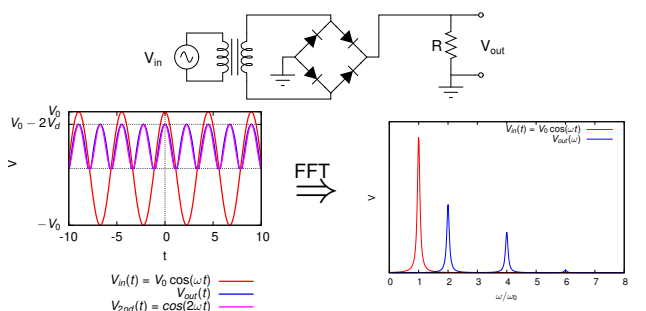 V_in
R
V_out
V_0
V_0 − 2V_d
−V_0
V
-10 -5 0 5 10
t
V_in(t) = V_0 cos(ωt)
V_out(t)
V_2nd(t) = cos(2ωt)
FFT
V_in(t) = V_0 cos(ωt)
V_out(ω)
V
0 1 2 3 4 5 6 7 8
ω/ω_0